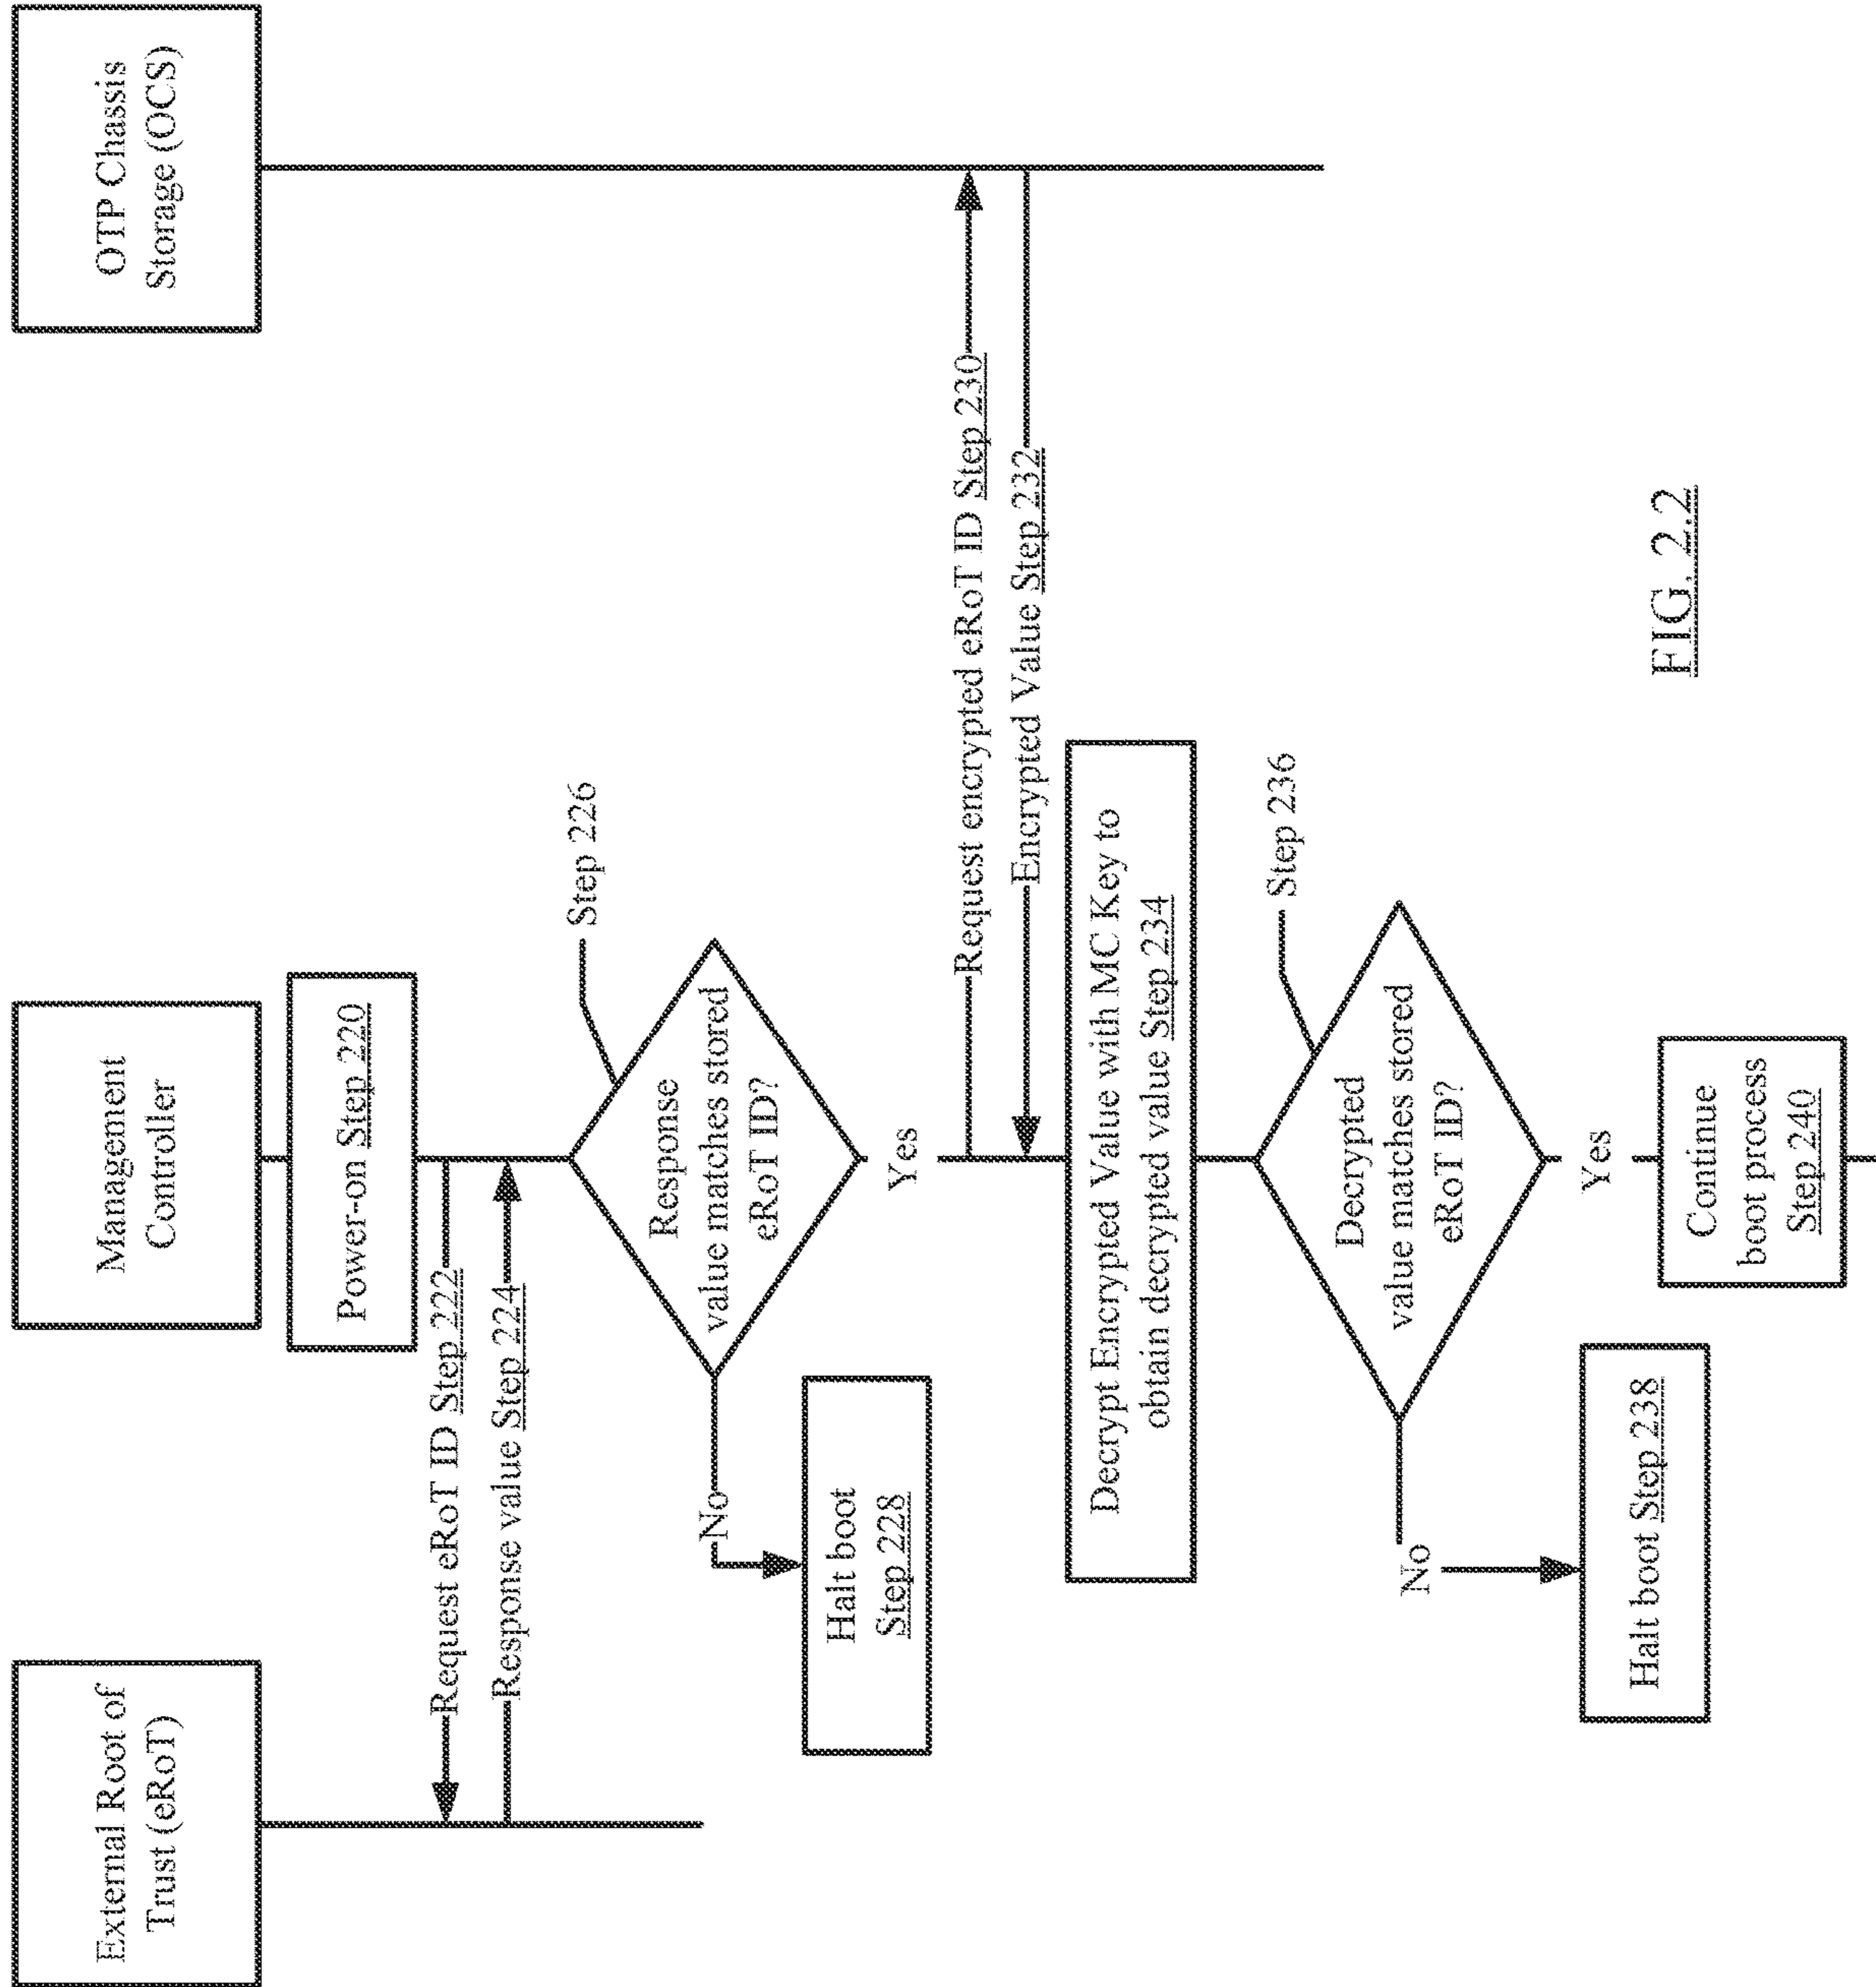 External Root of
Trust (eRoT)
Management
Controller
OTP Chassis
Storage (OCS)
Power-on Step 220
Request eRoT ID Step 222
Response value Step 224
Step 226
Response
value matches stored
eRoT ID?
No
Halt boot
Step 228
Yes
Request encrypted eRoT ID Step 230
Encrypted Value Step 232
Decrypt Encrypted Value with MC Key to
obtain decrypted value Step 234
Step 236
Decrypted
value matches stored
eRoT ID?
No
Halt boot Step 238
Yes
Continue
boot process
Step 240
FIG. 2.2